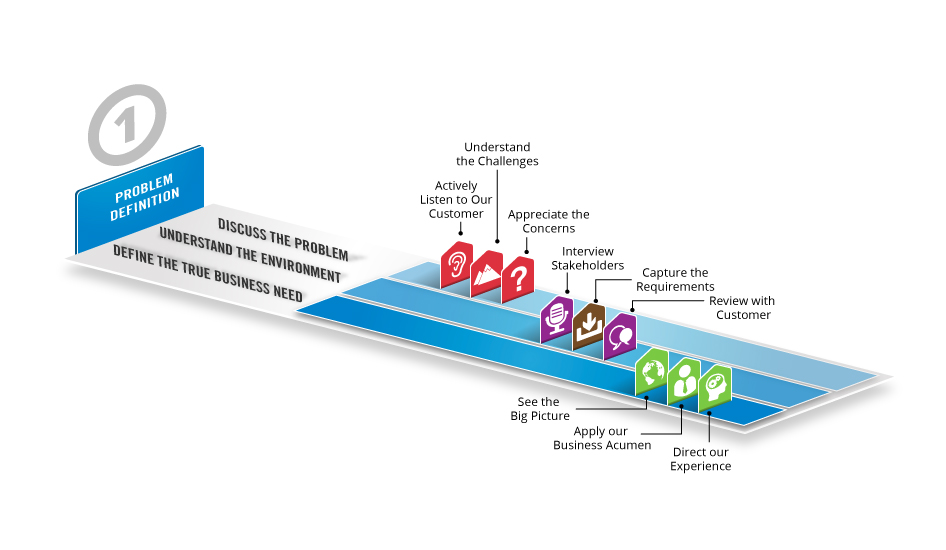 1
PROBLEM
DEFINITION
DISCUSS THE PROBLEM
UNDERSTAND THE ENVIRONMENT
DEFINE THE TRUE BUSINESS NEED
Understand
the Challenges
Actively
Listen to Our
Customer
Appreciate the
Concerns
?
Interview
Stakeholders
Capture the
Requirements
Review with
Customer
See the
Big Picture
Apply our
Business Acumen
Direct our
Experience